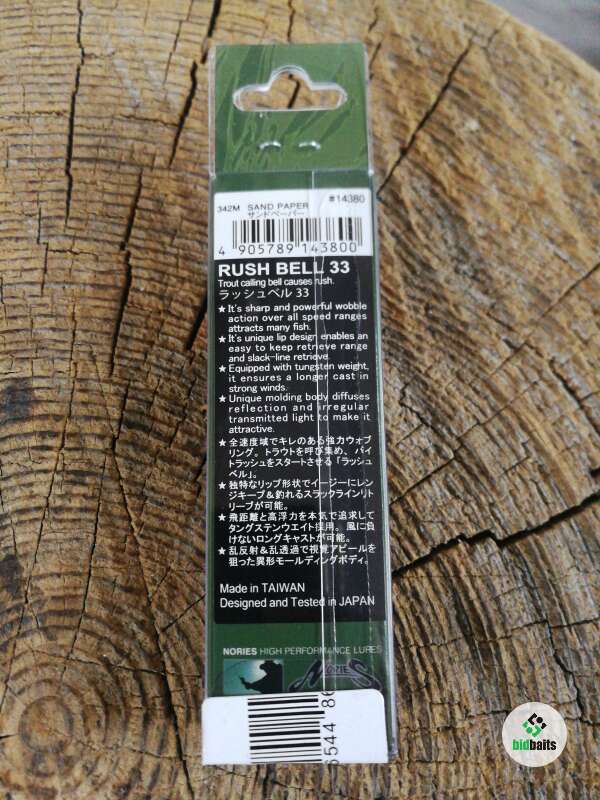 342M SAND PAPER #14380
サンドペーパー
4 905789 143800
RUSH BELL 33
Trout calling bell causes rush.
ラッシュベル 33
★It's sharp and powerful wobble
action over all speed ranges
attracts many fish.
★It's unique lip design enables an
easy to keep retrieve range
and slack-line retrieve.
★Equipped with tungsten weight,
it ensures a longer cast in
strong winds.
★Unique molding body diffuses
reflection and irregular
transmitted light to make it
attractive.
★全速度域でキレのある強力ウォブ
リング。トラウトを呼び集め、バイ
トラッシュをスタートさせる「ラッシュ
ベル」。
★独特なリップ形状でイージーにレン
ジキープ&釣れるスラックラインリト
リーブが可能。
★飛距離と高浮力を本気で追求して
タングステンウエイト採用。風に負
けないロングキャストが可能。
★乱反射&乱透過で視覚アピールを
狙った異形モールディングボディ。
Made in TAIWAN
Designed and Tested in JAPAN
NORIES HIGH PERFORMANCE LURES
NORIES
6544 86
bidbaits